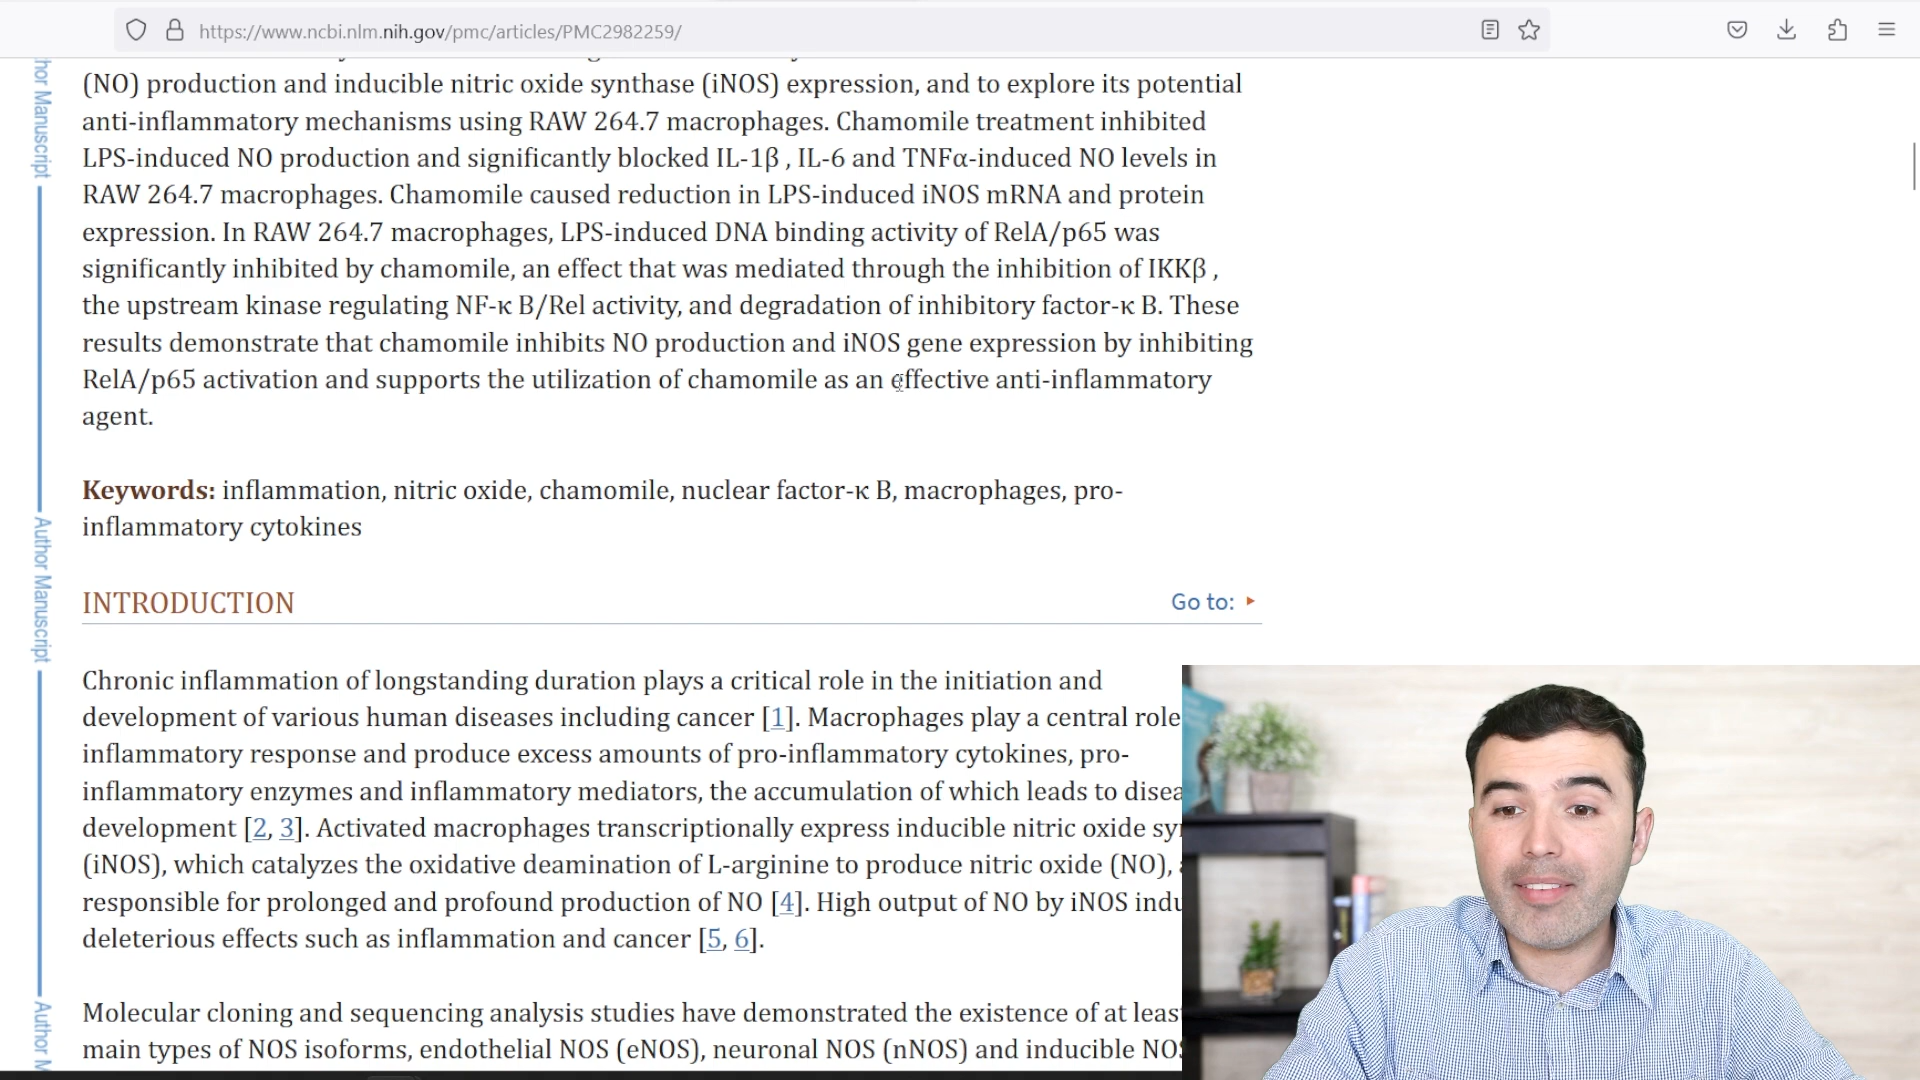 https://www.ncbi.nlm.nih.gov/pmc/articles/PMC2982259/
(NO) production and inducible nitric oxide synthase (iNOS) expression, and to explore its potential
anti-inflammatory mechanisms using RAW 264.7 macrophages. Chamomile treatment inhibited
LPS-induced NO production and significantly blocked IL-1β , IL-6 and TNFα-induced NO levels in
RAW 264.7 macrophages. Chamomile caused reduction in LPS-induced iNOS mRNA and protein
expression. In RAW 264.7 macrophages, LPS-induced DNA binding activity of RelA/p65 was
significantly inhibited by chamomile, an effect that was mediated through the inhibition of IKKβ ,
the upstream kinase regulating NF-κ B/Rel activity, and degradation of inhibitory factor-κ B. These
results demonstrate that chamomile inhibits NO production and iNOS gene expression by inhibiting
RelA/p65 activation and supports the utilization of chamomile as an effective anti-inflammatory
agent.
Keywords: inflammation, nitric oxide, chamomile, nuclear factor-κ B, macrophages, pro-
inflammatory cytokines
INTRODUCTION
Go to:
Chronic inflammation of longstanding duration plays a critical role in the initiation and
development of various human diseases including cancer [1]. Macrophages play a central role
inflammatory response and produce excess amounts of pro-inflammatory cytokines, pro-
inflammatory enzymes and inflammatory mediators, the accumulation of which leads to disea
development [2, 3]. Activated macrophages transcriptionally express inducible nitric oxide sy
(iNOS), which catalyzes the oxidative deamination of L-arginine to produce nitric oxide (NO),
responsible for prolonged and profound production of NO [4]. High output of NO by iNOS indu
deleterious effects such as inflammation and cancer [5, 6].
Molecular cloning and sequencing analysis studies have demonstrated the existence of at leas
main types of NOS isoforms, endothelial NOS (eNOS), neuronal NOS (nNOS) and inducible NO
hor Manuscript
Author Manuscript
Author M